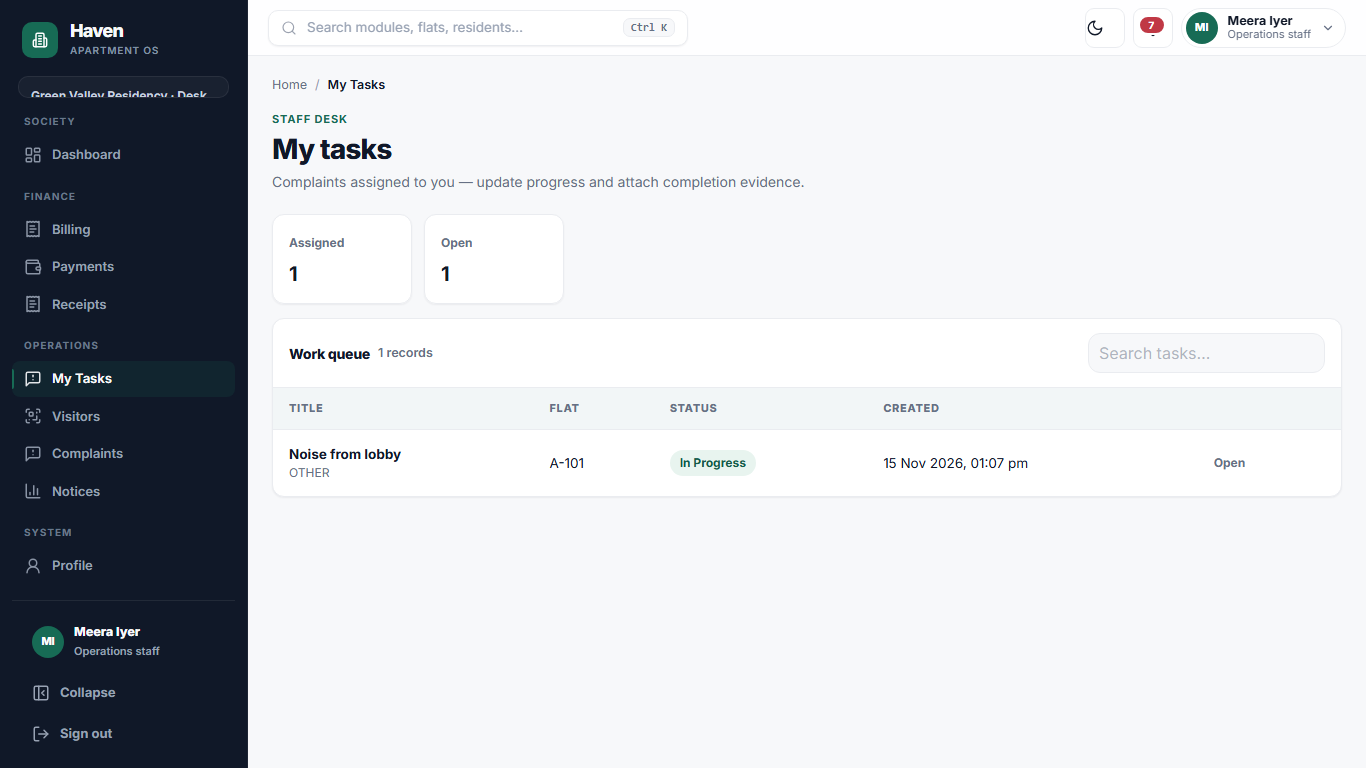 Haven
APARTMENT OS
Green Valley Residency · Desk
SOCIETY
Dashboard
FINANCE
Billing
Payments
Receipts
OPERATIONS
My Tasks
Visitors
Complaints
Notices
SYSTEM
Profile
MI
Meera Iyer
Operations staff
Collapse
Sign out
Search modules, flats, residents...
Ctrl K
7
MI
Meera Iyer
Operations staff
Home / My Tasks
STAFF DESK
My tasks
Complaints assigned to you — update progress and attach completion evidence.
Assigned
1
Open
1
Work queue 1 records
Search tasks...
TITLE FLAT STATUS CREATED
Noise from lobby
OTHER
A-101 In Progress 15 Nov 2026, 01:07 pm Open